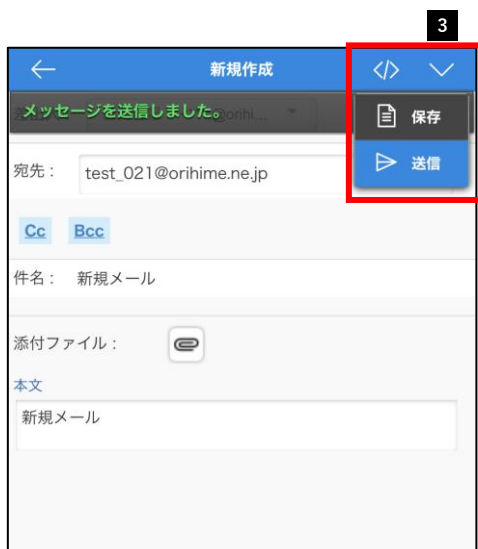 3
新規作成 </>
メッセージを送信しました。
保存
宛先： test_021@orihime.ne.jp
送信
Cc Bcc
件名： 新規メール
添付ファイル：
本文
新規メール